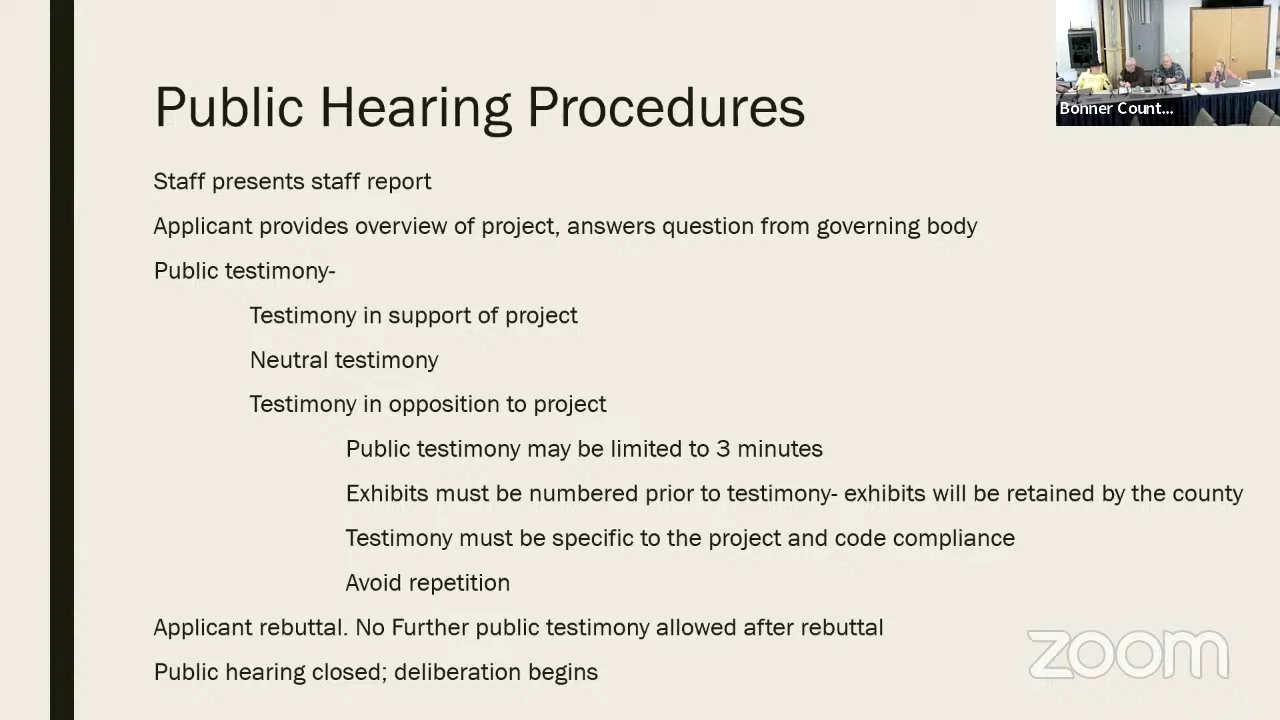 Public Hearing Procedures
Bonner Count...
Staff presents staff report
Applicant provides overview of project, answers question from governing body
Public testimony-
Testimony in support of project
Neutral testimony
Testimony in opposition to project
Public testimony may be limited to 3 minutes
Exhibits must be numbered prior to testimony- exhibits will be retained by the county
Testimony must be specific to the project and code compliance
Avoid repetition
Applicant rebuttal. No Further public testimony allowed after rebuttal
Public hearing closed; deliberation begins
zoom